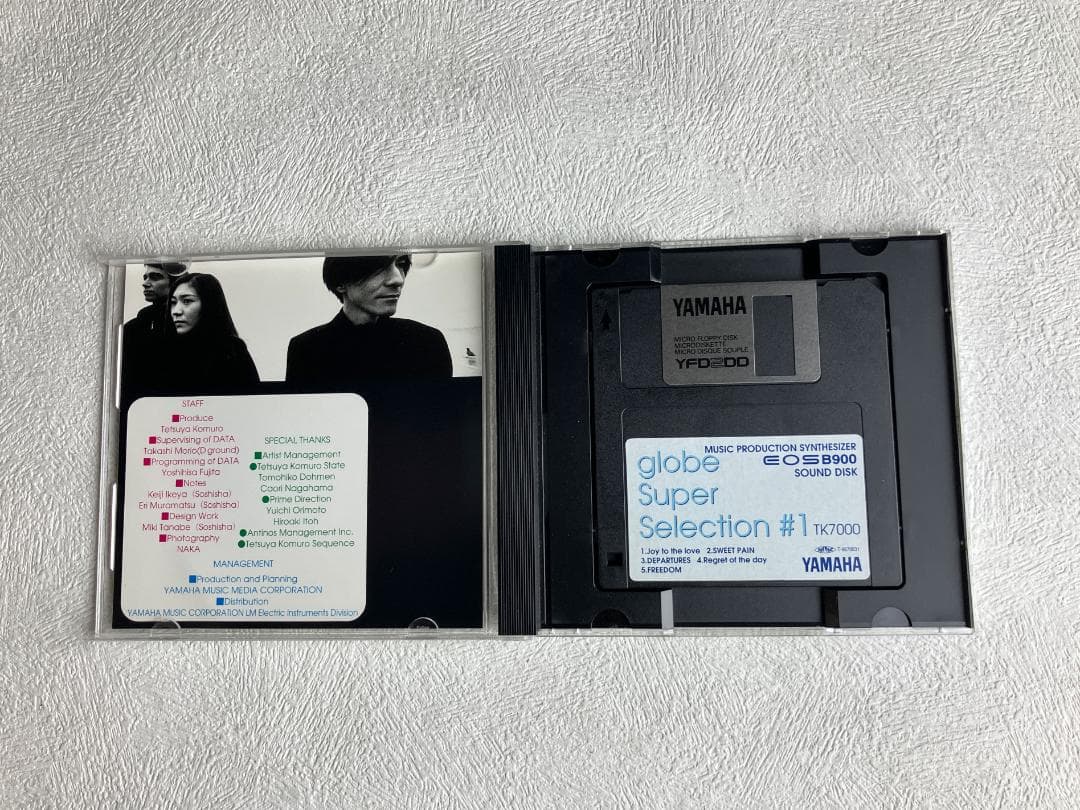 STAFF
■Produce
Tetsuya Komuro
■Supervising of DATA
Takashi Morio(D'ground)
■Programming of DATA
Yoshihisa Fujita
■Notes
Keiji Ikeya (Soshisha)
Eri Muramatsu (Soshisha)
■Design Work
Miki Tanabe (Soshisha)
■Photography
NAKA
SPECIAL THANKS
■Artist Management
●Tetsuya Komuro State
Tomohiko Dohmen
Caori Nagahama
●Prime Direction
Yuichi Orimoto
Hiroaki Itoh
●Antinos Management Inc.
●Tetsuya Komuro Sequence
MANAGEMENT
■Production and Planning
YAMAHA MUSIC MEDIA CORPORATION
■Distribution
YAMAHA MUSIC CORPORATION LM Electric Instruments Division
YAMAHA
MICRO FLOPPY DISK
MICRODISKETTE
MICRO DISQUE SOUPLE
YFD2DD
MUSIC PRODUCTION SYNTHESIZER
EOS B900
SOUND DISK
globe
Super
Selection #1 TK7000
1.Joy to the love 2.SWEET PAIN
3.DEPARTURES 4.Regret of the day
5.FREEDOM
YAMAHA